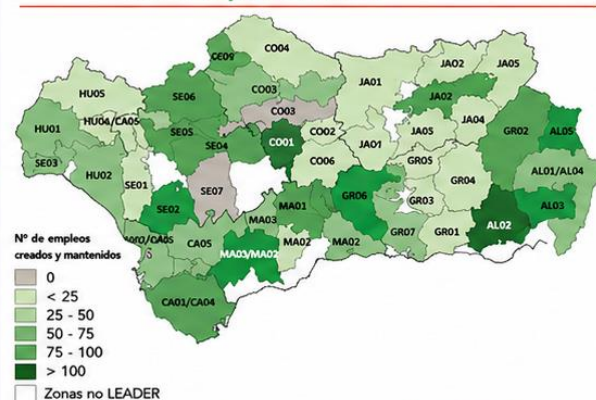 CO04
JA02
JA05
CO09
JA01
HU05
SE06
CO03
JA02
CO03
HU04/CA05
JA04
HU01
SE05
CO02
JA05
GR02
AL05
SE04
CO01
JA01
SE03
CO06
GR05
AL01/AL04
HU02
GR04
SE01
SE07
GR06
GR03
SE02
MA01
AL03
MA03
AL02
GR07
GR01
CA05
MA02
MA02
MA03/MA02
Nº de empleos
creados y mantenidos
0
< 25
25 - 50
50 - 75
75 - 100
> 100
Zonas no LEADER
CA01/CA04